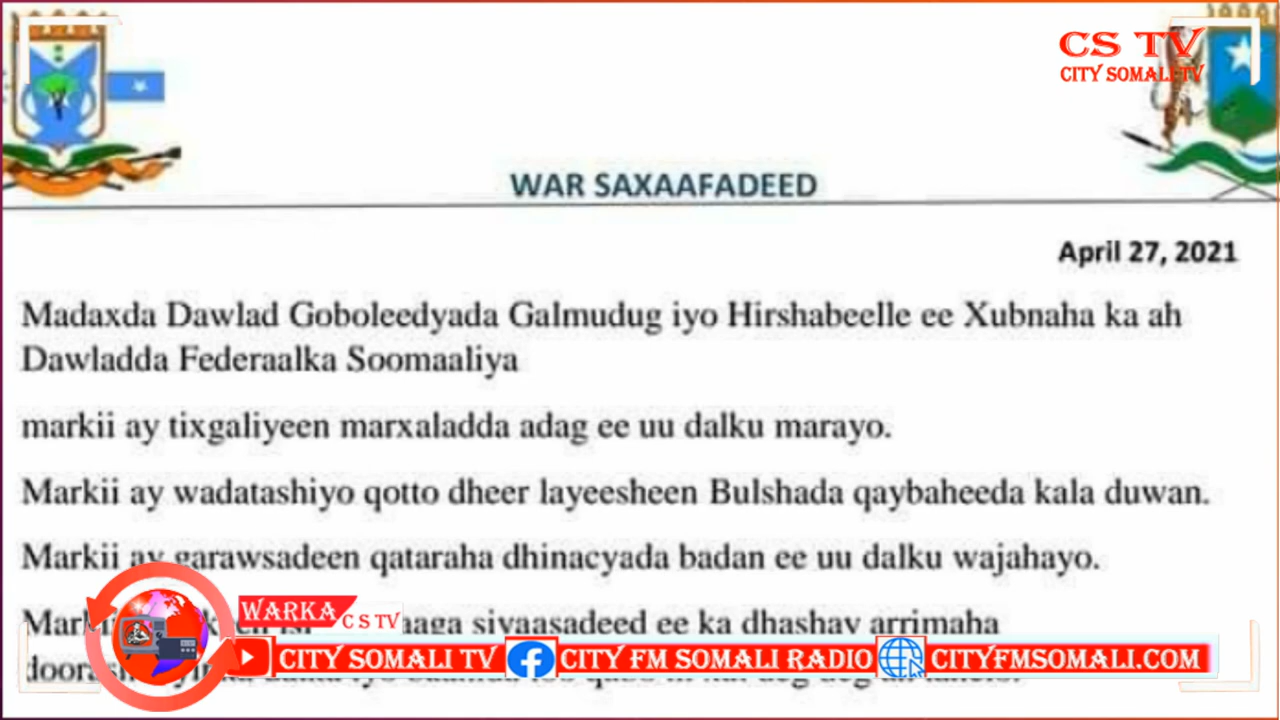 CS TV
CITY SOMALI TV
WAR SAXAAFADEED
April 27, 2021
Madaxda Dawlad Goboleedyada Galmudug iyo Hirshabeelle ee Xubnaha ka ah
Dawladda Federaalka Soomaaliya
markii ay tixgaliyeen marxaladda adag ee uu dalku marayo.
Markii ay wadatashiyo qotto dheer layeesheen Bulshada qaybaheeda kala duwan.
Markii ay garawsadeen qataraha dhinacyada badan ee uu dalku wajahayo.
siyaasadeed ee ka dhashay arrimaha
WARKA
CS TV
CITY SOMALI TV
CITY FM SOMALI RADIO
CITYFMSOMALI.COM